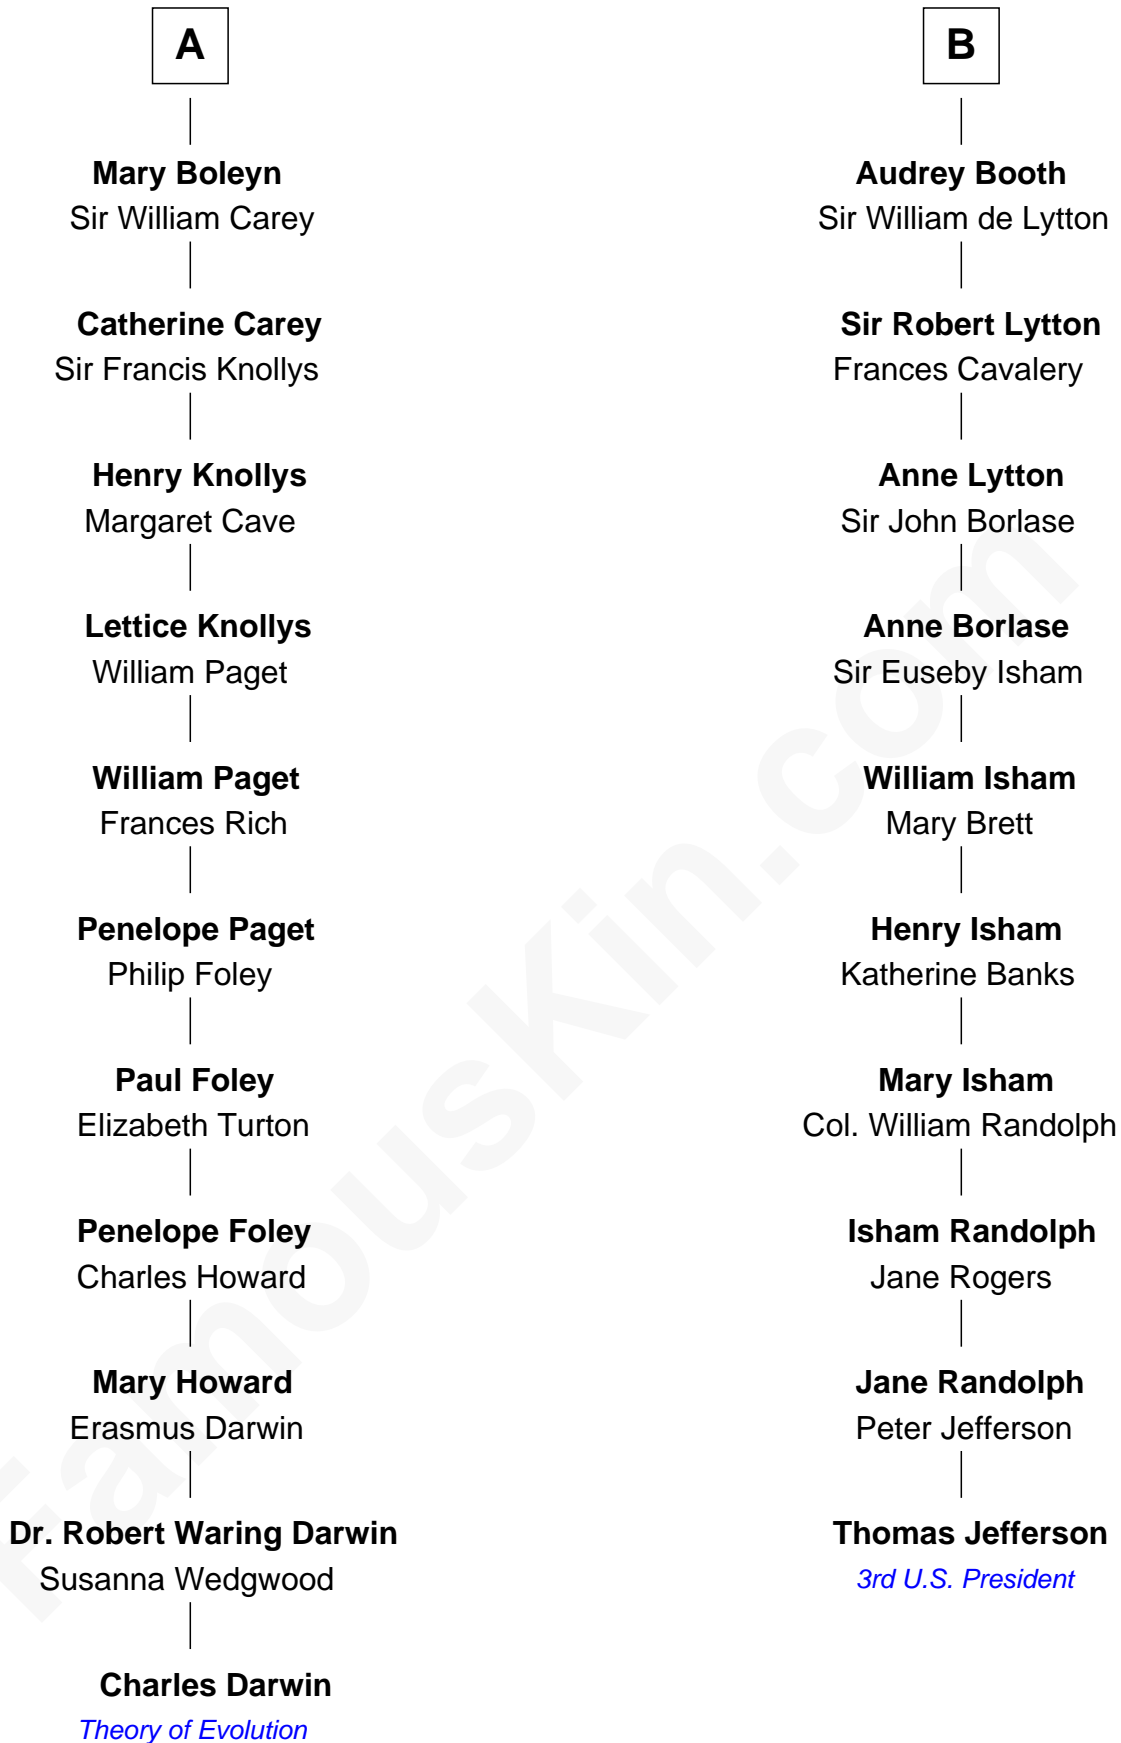 A
Mary Boleyn
Sir William Carey
Catherine Carey
Sir Francis Knollys
Henry Knollys
Margaret Cave
Lettice Knollys
William Paget
William Paget
Frances Rich
Penelope Paget
Philip Foley
Paul Foley
Elizabeth Turton
Penelope Foley
Charles Howard
Mary Howard
Erasmus Darwin
Dr. Robert Waring Darwin
Susanna Wedgwood
Charles Darwin
Theory of Evolution
B
Audrey Booth
Sir William de Lytton
Sir Robert Lytton
Frances Cavalery
Anne Lytton
Sir John Borlase
Anne Borlase
Sir Euseby Isham
William Isham
Mary Brett
Henry Isham
Katherine Banks
Mary Isham
Col. William Randolph
Isham Randolph
Jane Rogers
Jane Randolph
Peter Jefferson
Thomas Jefferson
3rd U.S. President
FamousKin.com